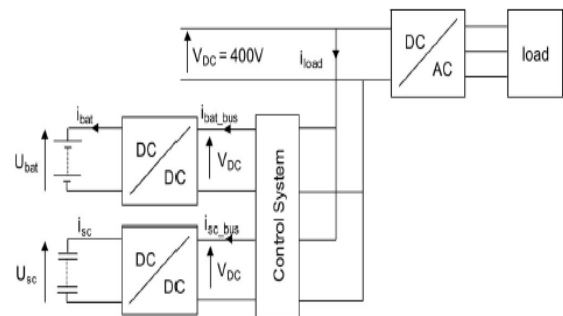 V_DC = 400V
i_load
DC
AC
load
i_bat
i_bat_bus
U_bat
DC
DC
V_DC
Control System
i_sc
i_sc_bus
U_sc
DC
DC
V_DC